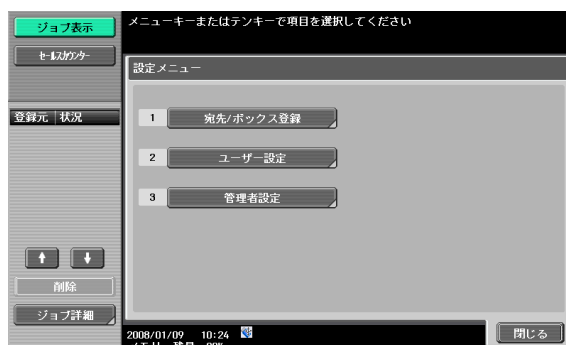 ジョブ表示
セールスカウンター
登録元 状況
削除
ジョブ詳細
メニューキーまたはテンキーで項目を選択してください
設定メニュー
1 宛先/ボックス登録
2 ユーザー設定
3 管理者設定
2008/01/09 10:24
閉じる